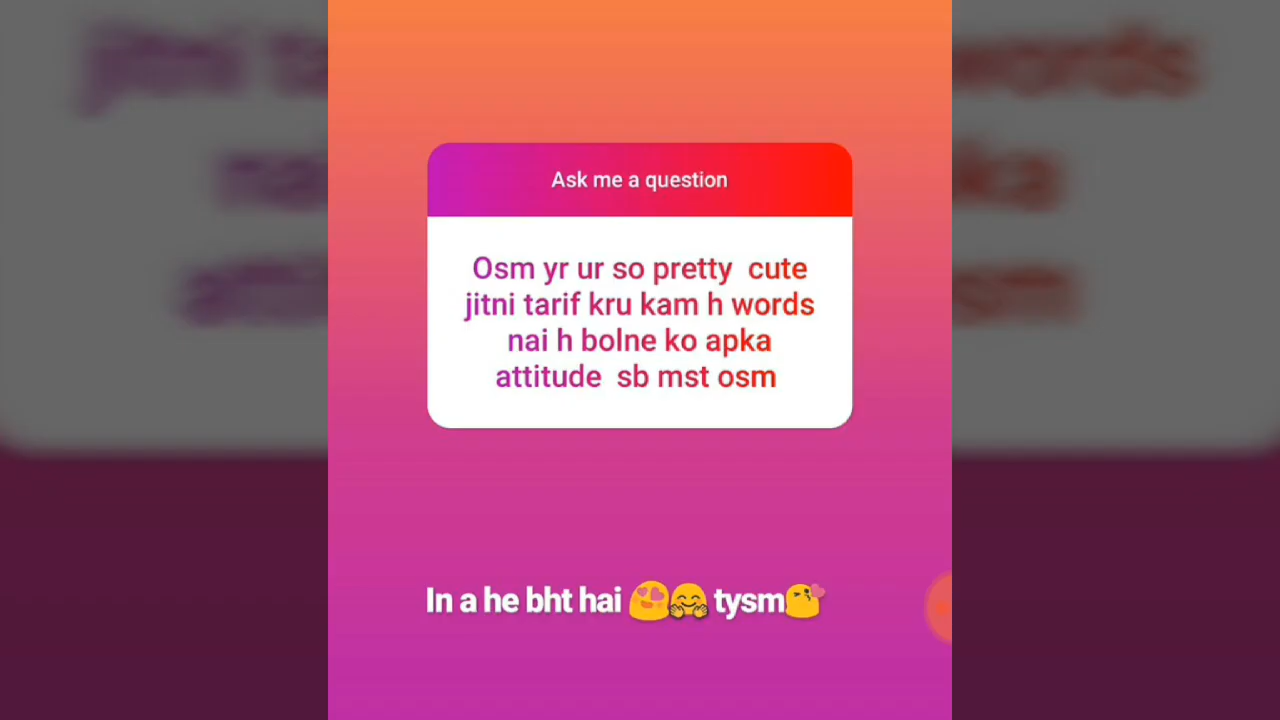 Ask me a question
Osm yr ur so pretty cute
jitni tarif kru kam h words
nai h bolne ko apka
attitude sb mst osm
In a he bht hai 😍🤗 tysm😘